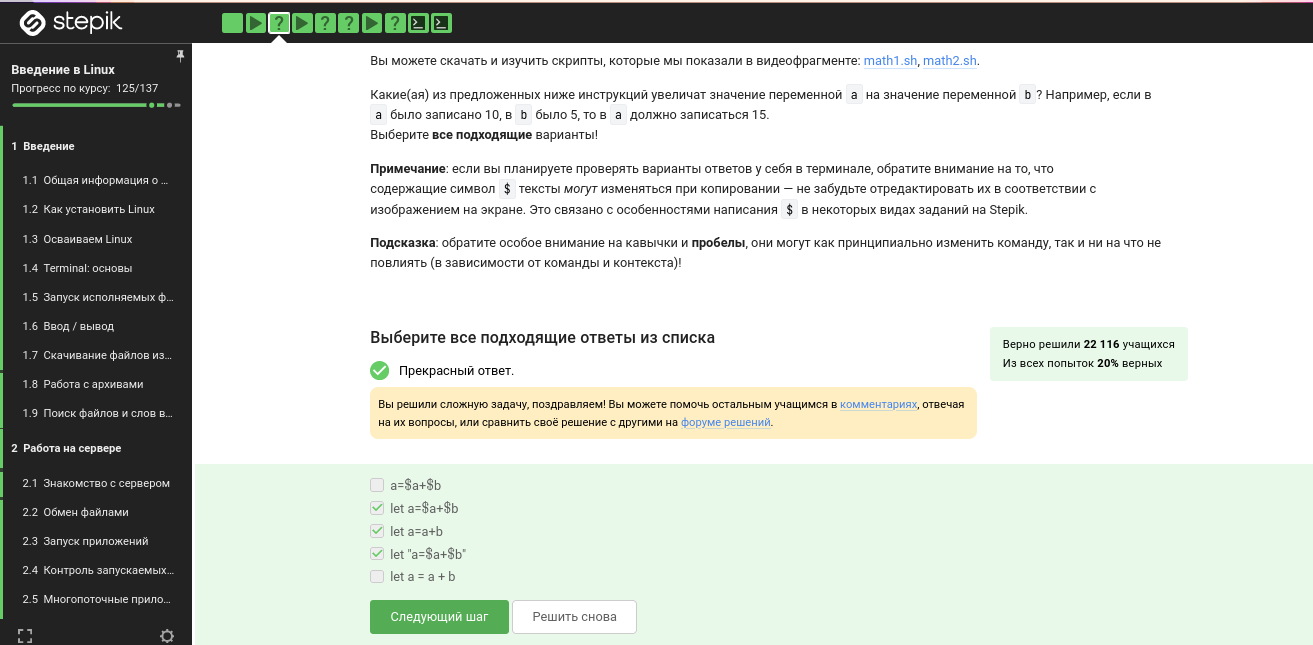 stepik
Введение в Linux
Прогресс по курсу: 125/137
1 Введение
1.1 Общая информация о ...
1.2 Как установить Linux
1.3 Осваиваем Linux
1.4 Terminal: основы
1.5 Запуск исполняемых ф...
1.6 Ввод / вывод
1.7 Скачивание файлов из...
1.8 Работа с архивами
1.9 Поиск файлов и слов в...
2 Работа на сервере
2.1 Знакомство с сервером
2.2 Обмен файлами
2.3 Запуск приложений
2.4 Контроль запускаемых...
2.5 Многопоточные прило...
Вы можете скачать и изучить скрипты, которые мы показали в видеофрагменте: math1.sh, math2.sh.
Какие(ая) из предложенных ниже инструкций увеличат значение переменной a на значение переменной b ? Например, если в
a было записано 10, в b было 5, то в a должно записаться 15.
Выберите все подходящие варианты!
Примечание: если вы планируете проверять варианты ответов у себя в терминале, обратите внимание на то, что
содержащие символ $ тексты могут изменяться при копировании — не забудьте отредактировать их в соответствии с
изображением на экране. Это связано с особенностями написания $ в некоторых видах заданий на Stepik.
Подсказка: обратите особое внимание на кавычки и пробелы, они могут как принципиально изменить команду, так и ни на что не
повлиять (в зависимости от команды и контекста)!
Выберите все подходящие ответы из списка
Прекрасный ответ.
Вы решили сложную задачу, поздравляем! Вы можете помочь остальным учащимся в комментариях, отвечая
на их вопросы, или сравнить своё решение с другими на форуме решений.
Верно решили 22 116 учащихся
Из всех попыток 20% верных
a=$a+$b
let a=$a+$b
let a=a+b
let "a=$a+$b"
let a = a + b
Следующий шаг
Решить снова